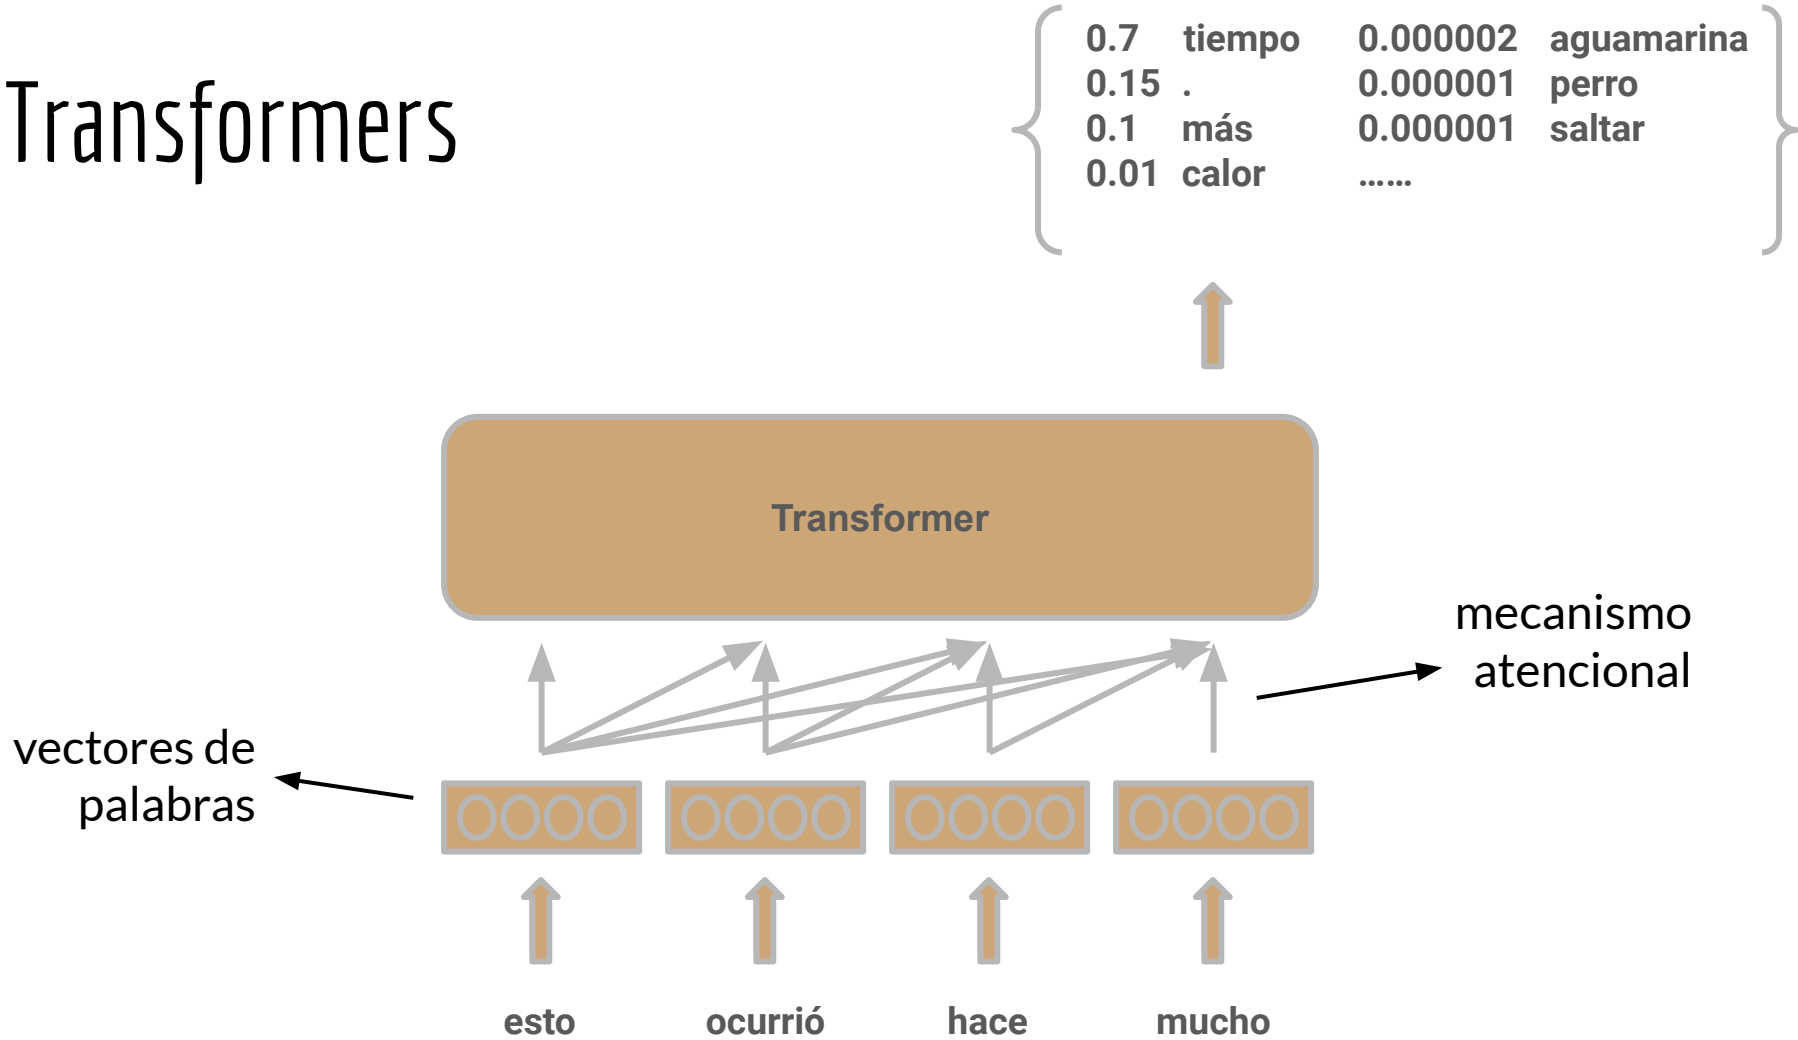 Transformers
0.7 tiempo 0.000002 aguamarina
0.15 . 0.000001 perro
0.1 más 0.000001 saltar
0.01 calor ......
Transformer
mecanismo
atencional
vectores de
palabras
esto ocurrió hace mucho